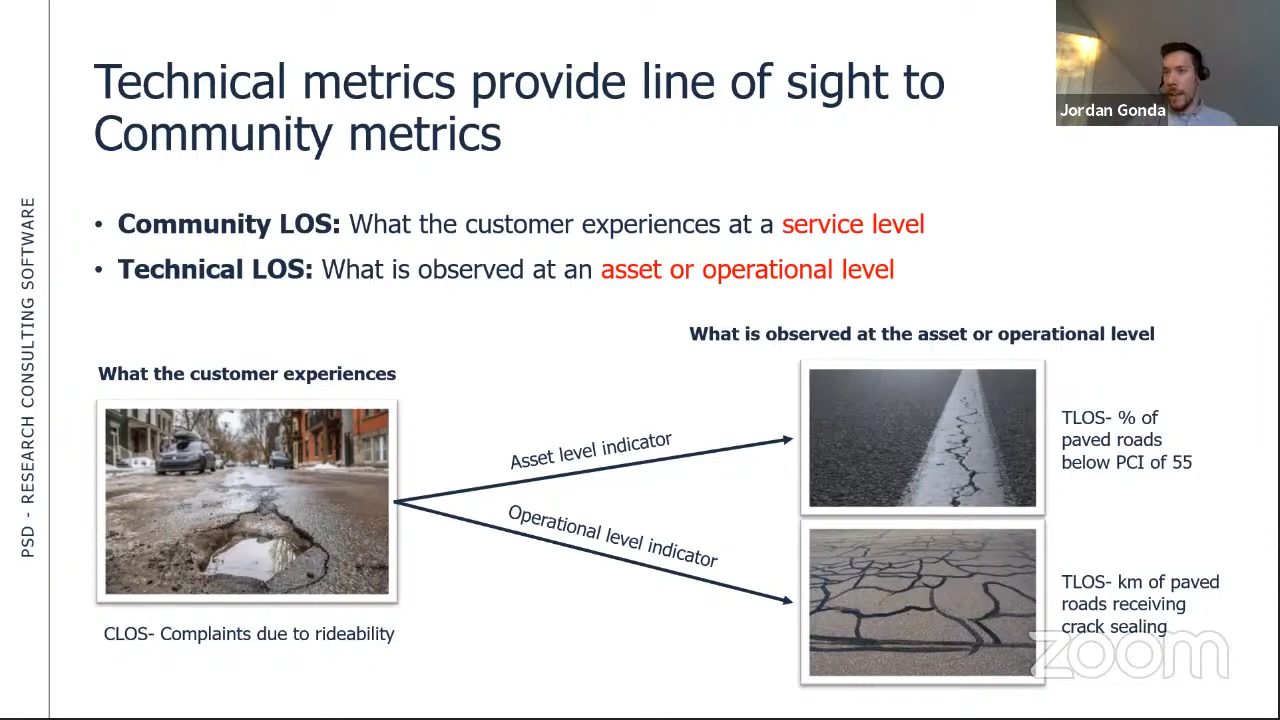 Technical metrics provide line of sight to
Community metrics
Jordan Gonda
• Community LOS: What the customer experiences at a service level
• Technical LOS: What is observed at an asset or operational level
PSD - RESEARCH CONSULTING SOFTWARE
What is observed at the asset or operational level
What the customer experiences
Asset level indicator
Operational level indicator
TLOS- % of
paved roads
below PCI of 55
TLOS- km of paved
roads receiving
crack sealing
CLOS- Complaints due to rideability
zoom